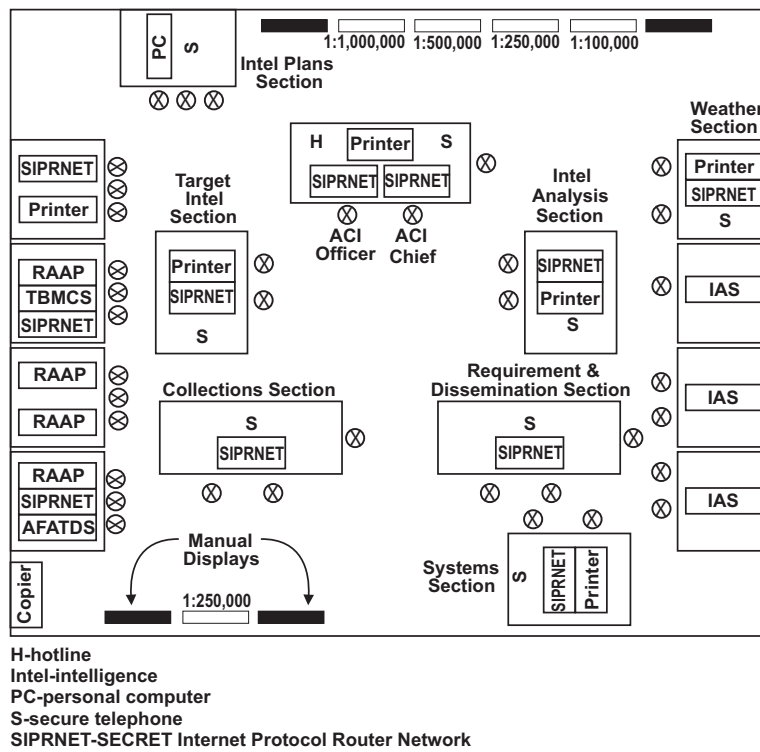 PC
S
1:1,000,000
1:500,000
1:250,000
1:100,000
Intel Plans
Section
Weather
Section
H
Printer
S
SIPRNET
SIPRNET
ACI
Officer
ACI
Chief
SIPRNET
Printer
Target
Intel
Section
Printer
SIPRNET
S
Intel
Analysis
Section
SIPRNET
Printer
S
Printer
SIPRNET
S
RAAP
TBMCS
SIPRNET
IAS
RAAP
RAAP
Collections Section
S
SIPRNET
Requirement &
Dissemination Section
S
SIPRNET
IAS
RAAP
SIPRNET
AFATDS
IAS
Manual
Displays
Systems
Section
S
SIPRNET
Printer
Copier
1:250,000
H-hotline
Intel-intelligence
PC-personal computer
S-secure telephone
SIPRNET-SECRET Internet Protocol Router Network